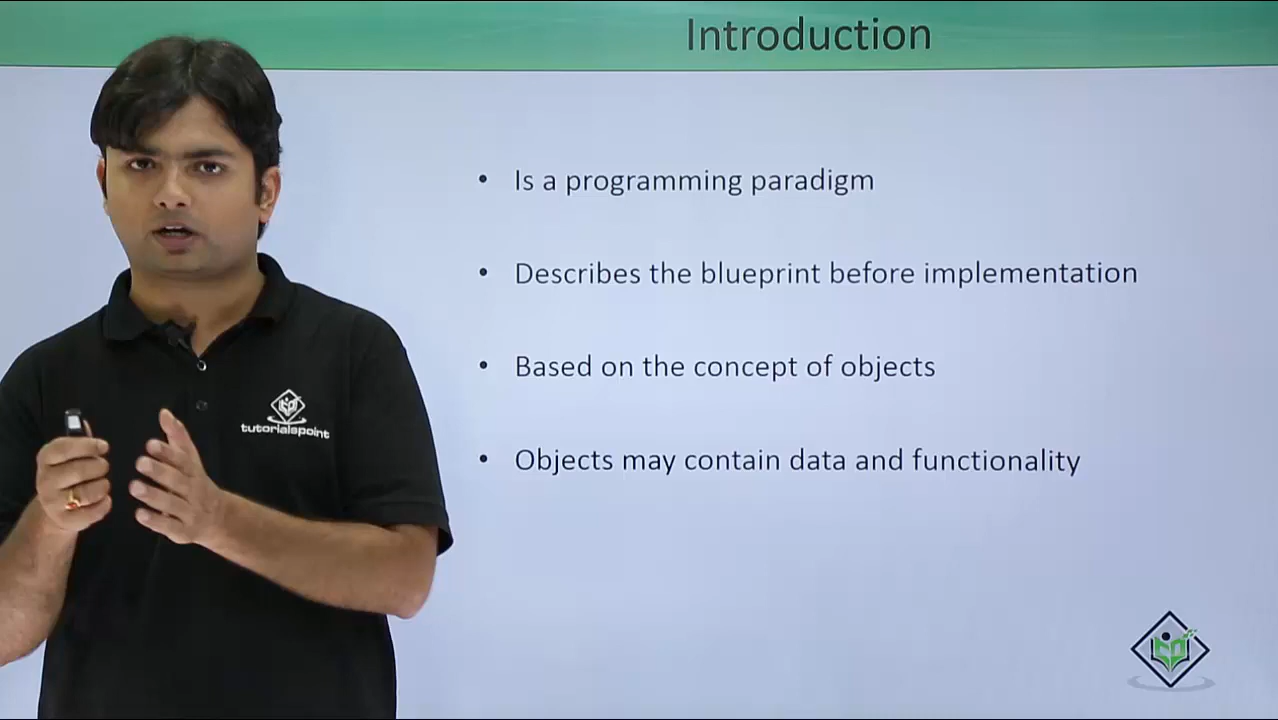 Introduction
• Is a programming paradigm
• Describes the blueprint before implementation
• Based on the concept of objects
• Objects may contain data and functionality
tutorialspoint